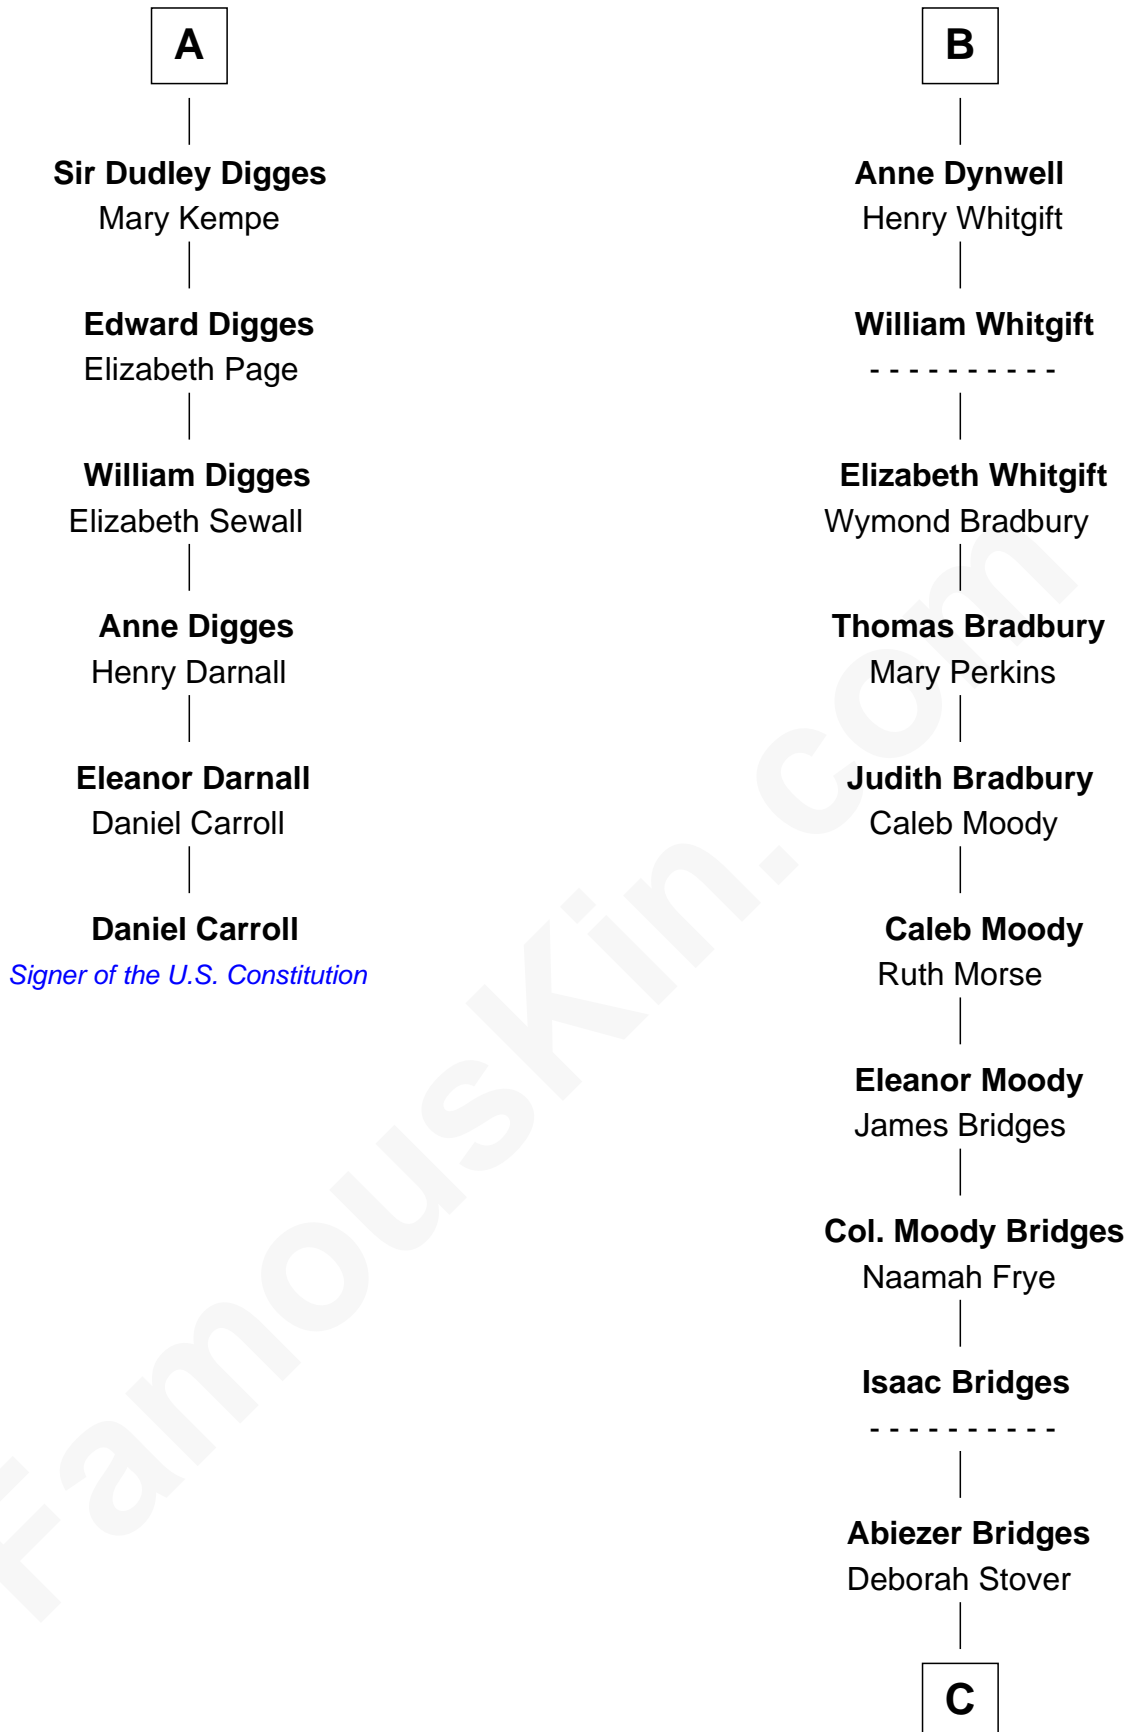 A
Sir Dudley Digges
Mary Kempe
Edward Digges
Elizabeth Page
William Digges
Elizabeth Sewall
Anne Digges
Henry Darnall
Eleanor Darnall
Daniel Carroll
Daniel Carroll
Signer of the U.S. Constitution
B
Anne Dynwell
Henry Whitgift
William Whitgift
- - - - - - - - - -
Elizabeth Whitgift
Wymond Bradbury
Thomas Bradbury
Mary Perkins
Judith Bradbury
Caleb Moody
Caleb Moody
Ruth Morse
Eleanor Moody
James Bridges
Col. Moody Bridges
Naamah Frye
Isaac Bridges
- - - - - - - - - -
Abiezer Bridges
Deborah Stover
C
FamousKin.com